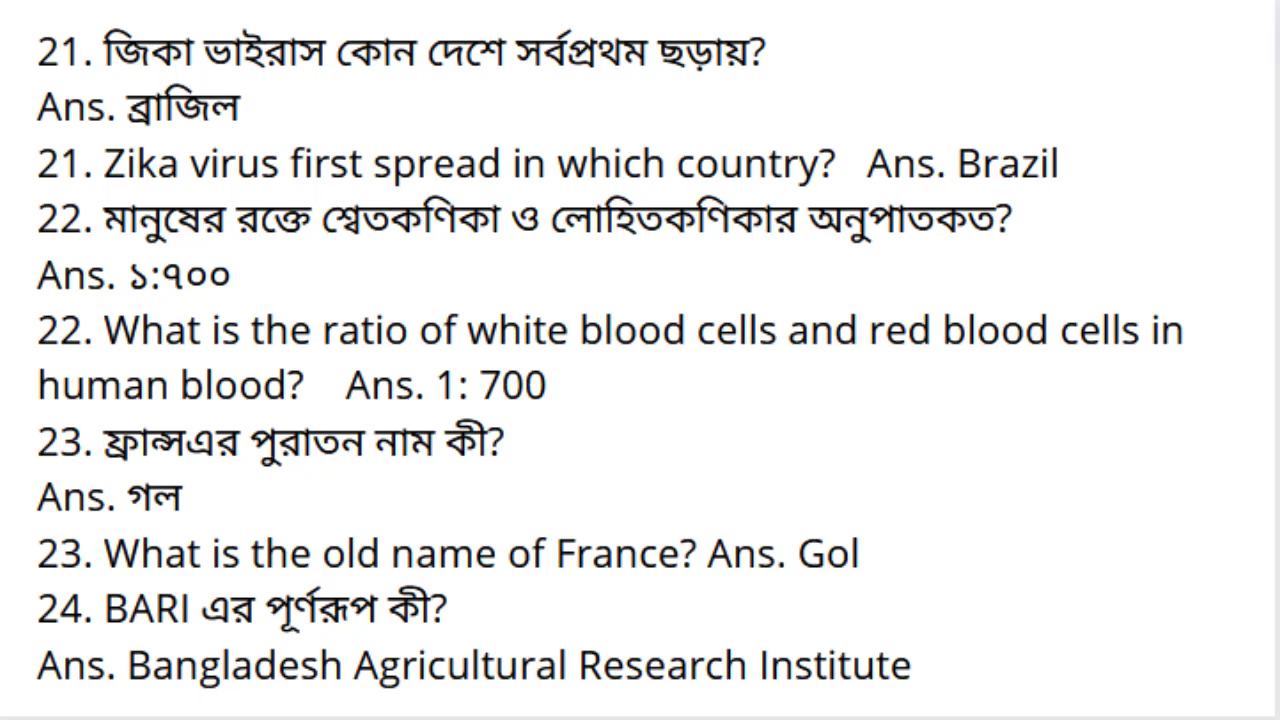 21. জিকা ভাইরাস কোন দেশে সর্বপ্রথম ছড়ায়?
Ans. ব্রাজিল
21. Zika virus first spread in which country? Ans. Brazil
22. মানুষের রক্তে শ্বেতকণিকা ও লোহিতকণিকার অনুপাতকত?
Ans. ১:৭০০
22. What is the ratio of white blood cells and red blood cells in
human blood? Ans. 1: 700
23. ফ্রান্সএর পুরাতন নাম কী?
Ans. গল
23. What is the old name of France? Ans. Gol
24. BARI এর পূর্ণরূপ কী?
Ans. Bangladesh Agricultural Research Institute